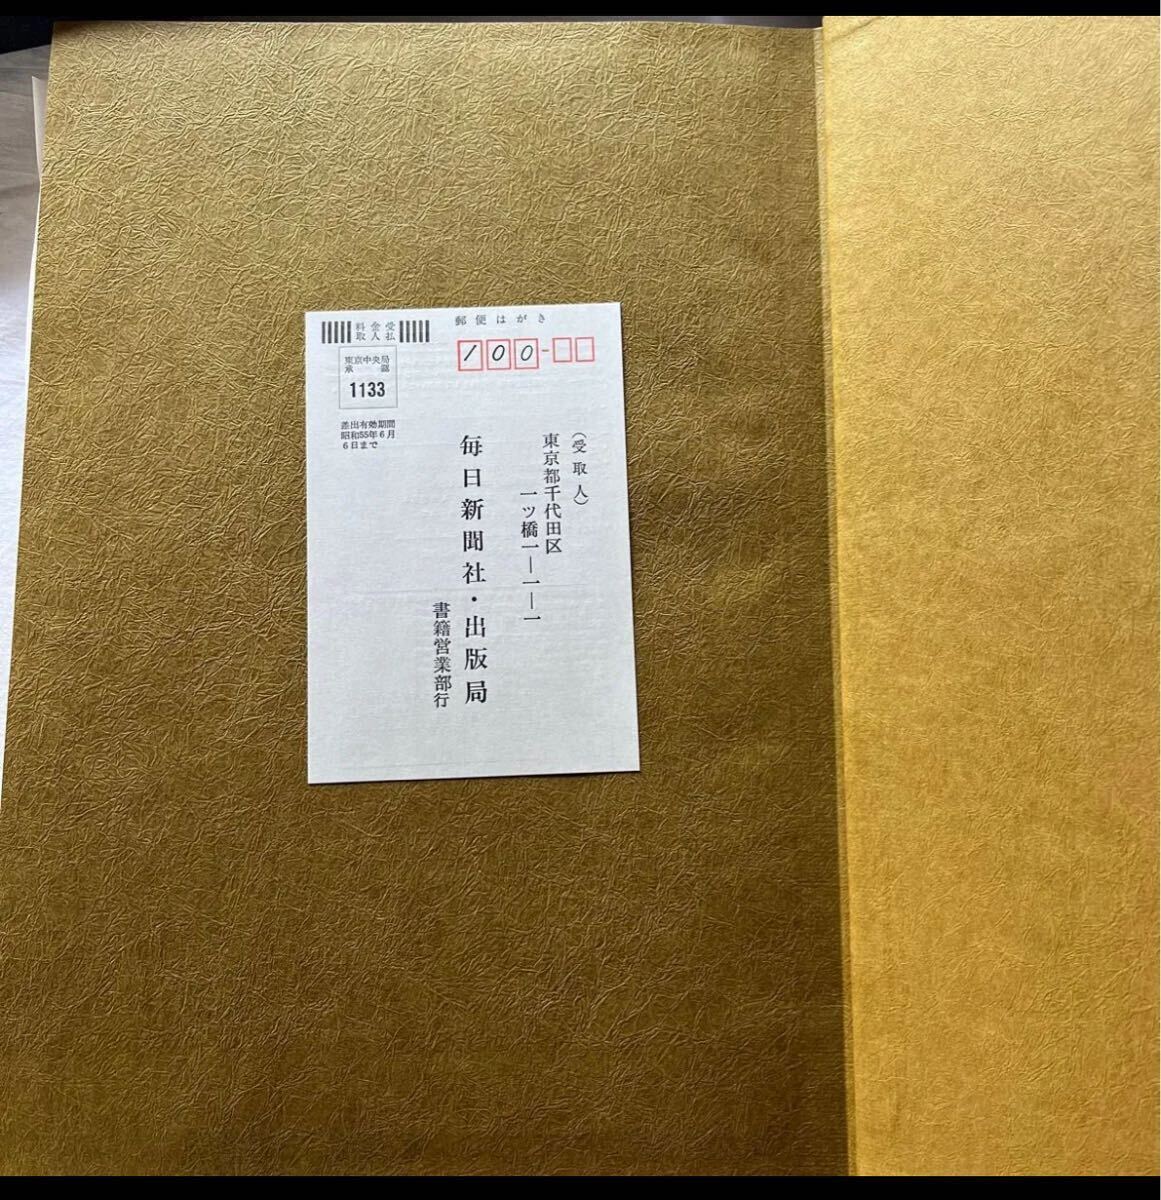 郵便はがき
100-
料金受
取人払
東京中央局
承認
1133
差出有効期間
昭和55年6月
6日まで
(受取人)
東京都千代田区
一ツ橋一―一―一
毎日新聞社・出版局
書籍営業部行